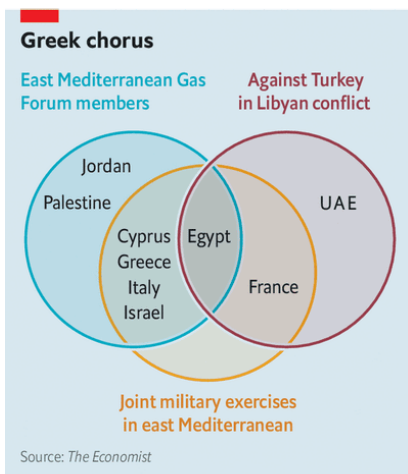 Greek chorus
East Mediterranean Gas
Forum members
Against Turkey
in Libyan conflict
Jordan
Palestine
Cyprus
Greece
Italy
Israel
Egypt
France
UAE
Joint military exercises
in east Mediterranean
Source: The Economist